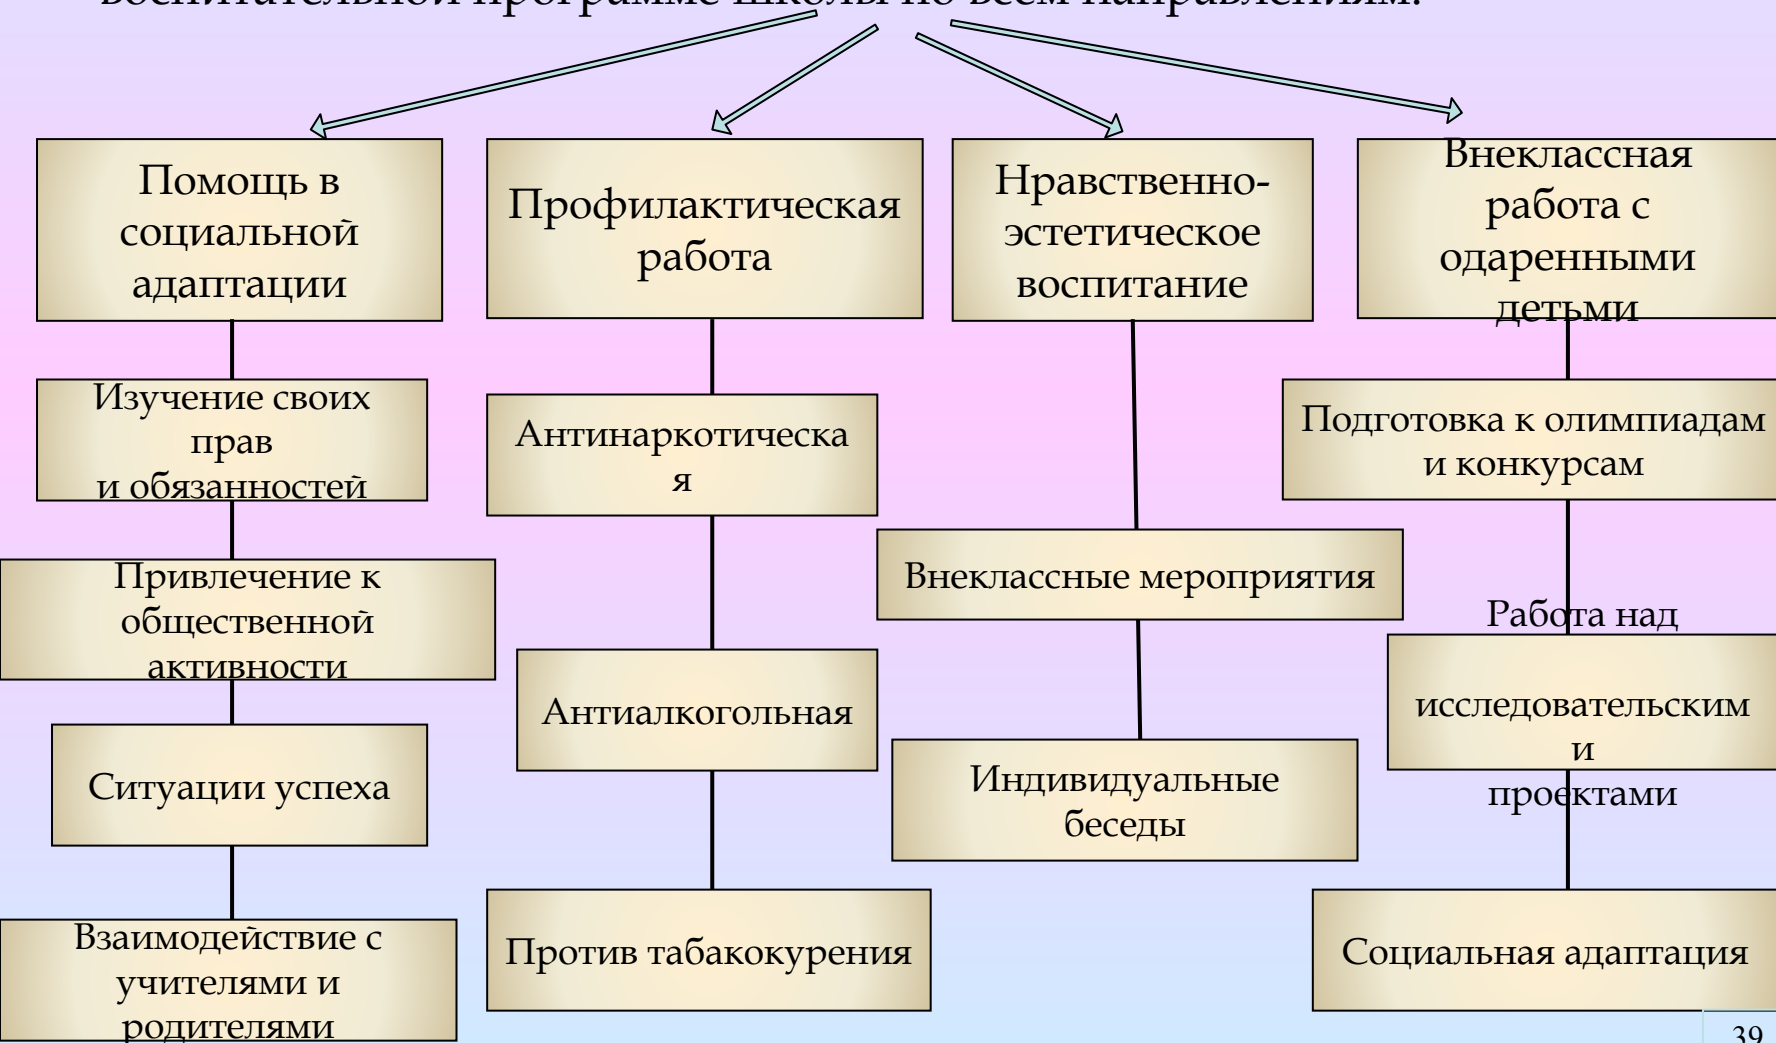 воспитательной программе школы по всем направлениям:
Помощь в
социальной
адаптации
Изучение своих
прав
и обязанностей
Привлечение к
общественной
активности
Ситуации успеха
Взаимодействие с
учителями и
родителями
Профилактическая
работа
Антинаркотическа
я
Антиалкогольная
Против табакокурения
Нравственно-
эстетическое
воспитание
Внеклассные мероприятия
Индивидуальные
беседы
Внеклассная
работа с
одаренными
детьми
Подготовка к олимпиадам
и конкурсам
Работа над
исследовательским
и
проектами
Социальная адаптация
39